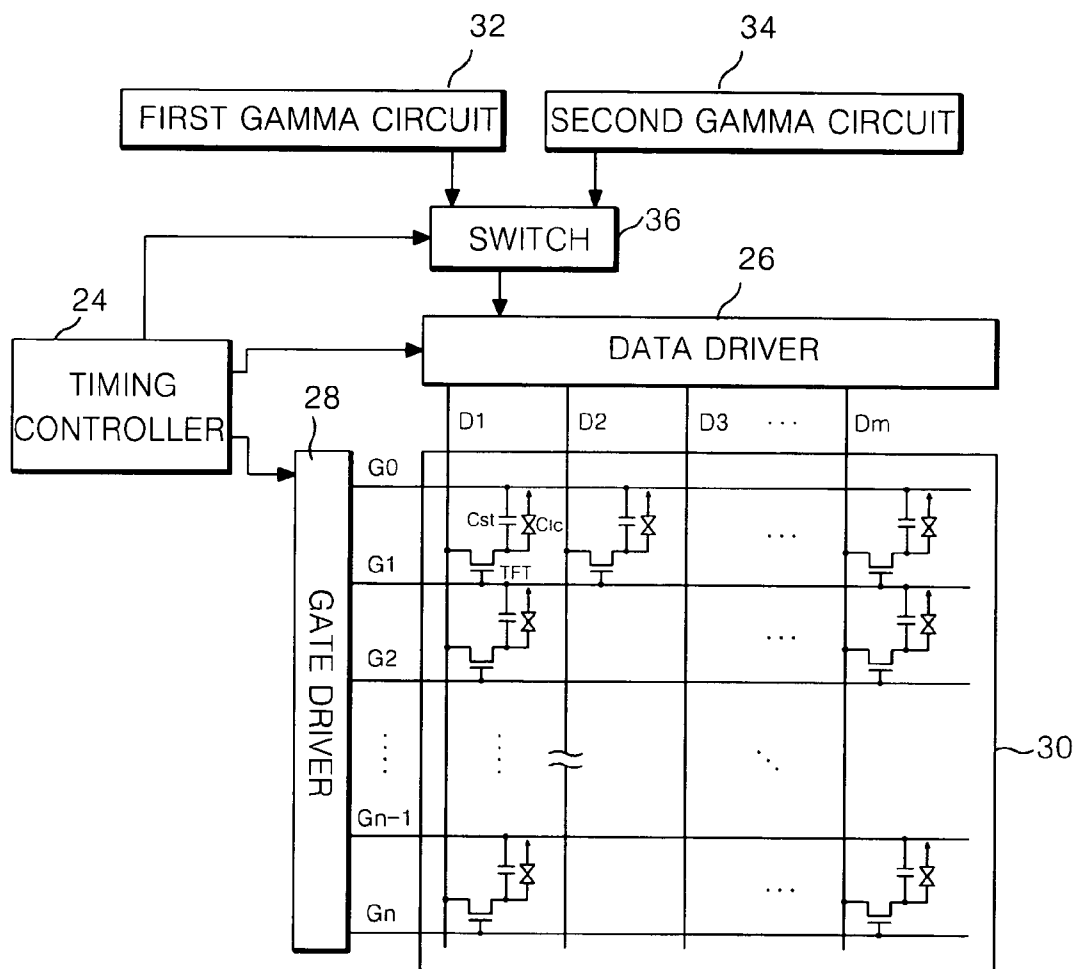 32
34
FIRST GAMMA CIRCUIT
SECOND GAMMA CIRCUIT
SWITCH
36
26
24
DATA DRIVER
TIMING
CONTROLLER
28
D1
D2
D3
...
Dm
G0
Cst
Clc
...
G1
TFT
...
G2
GATE DRIVER
30
Gn-1
...
Gn